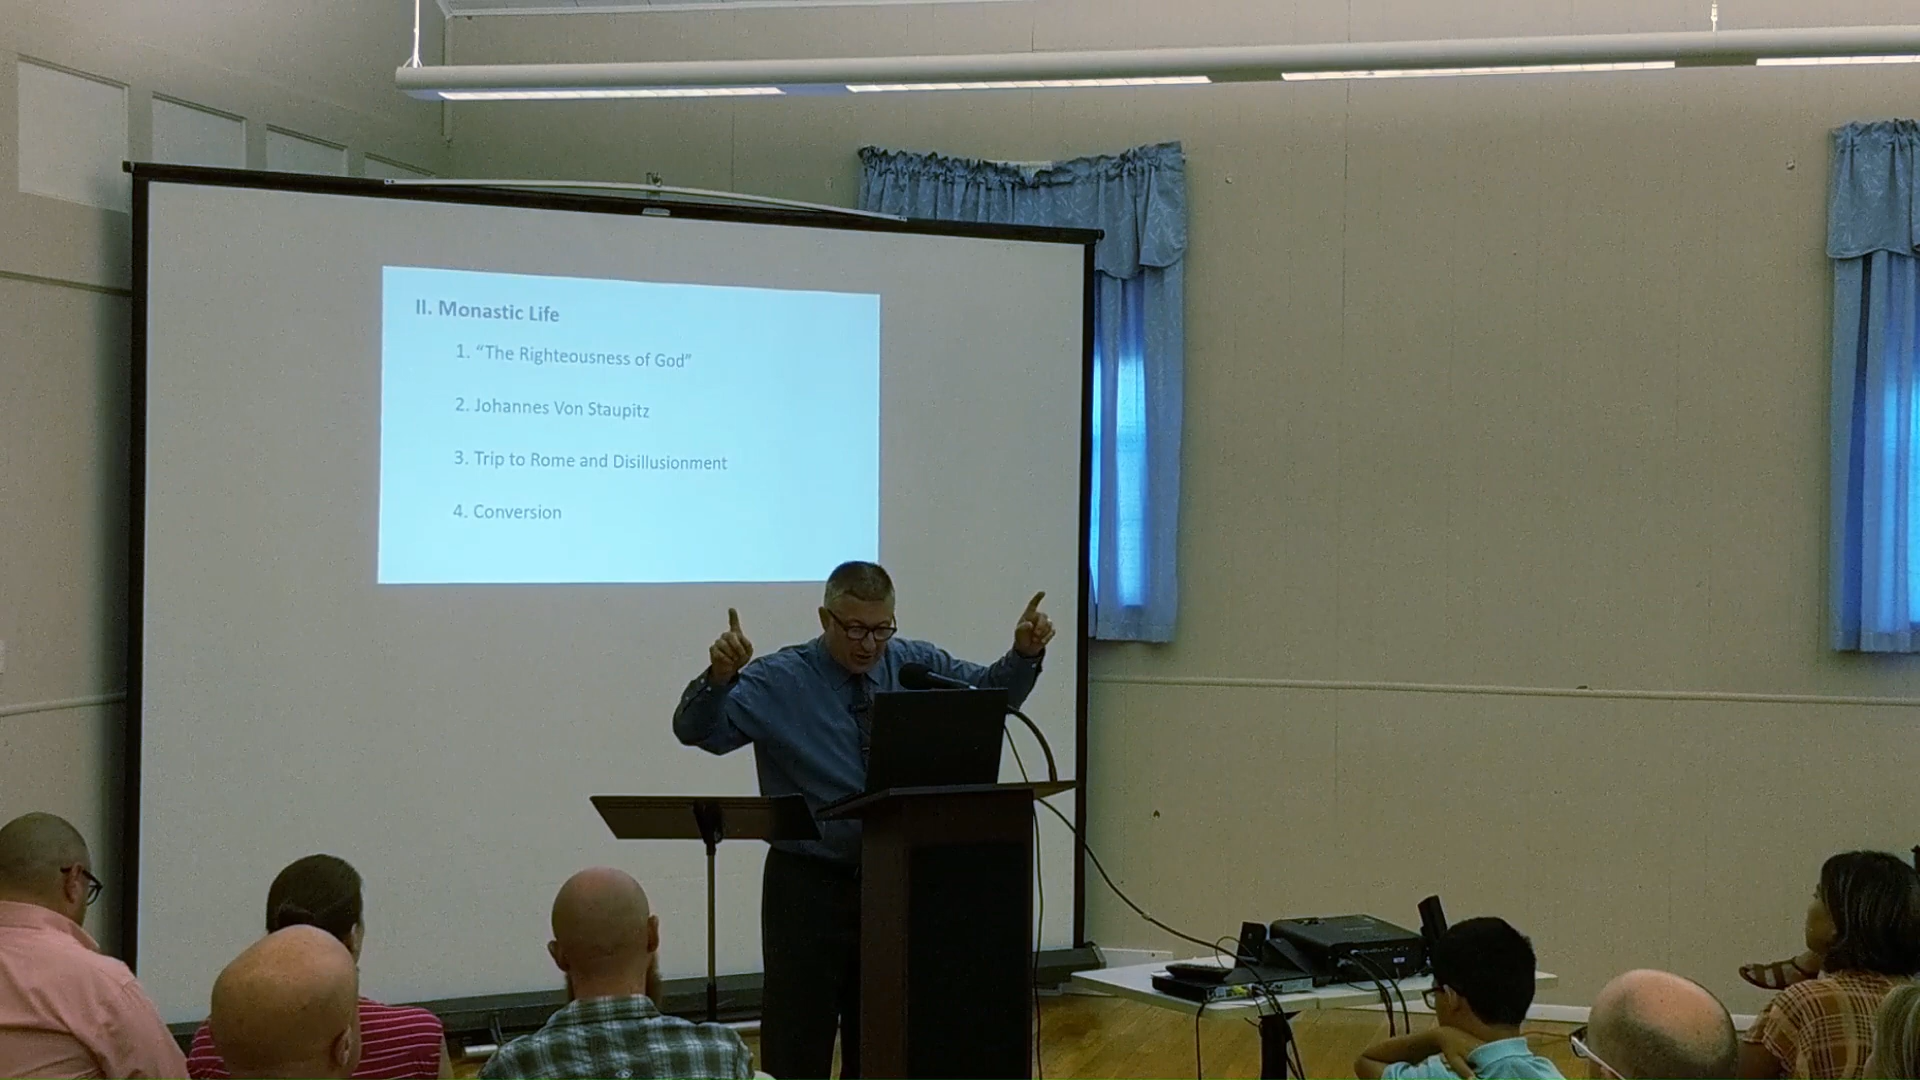 II. Monastic Life
1. “The Righteousness of God”
2. Johannes Von Staupitz
3. Trip to Rome and Disillusionment
4. Conversion